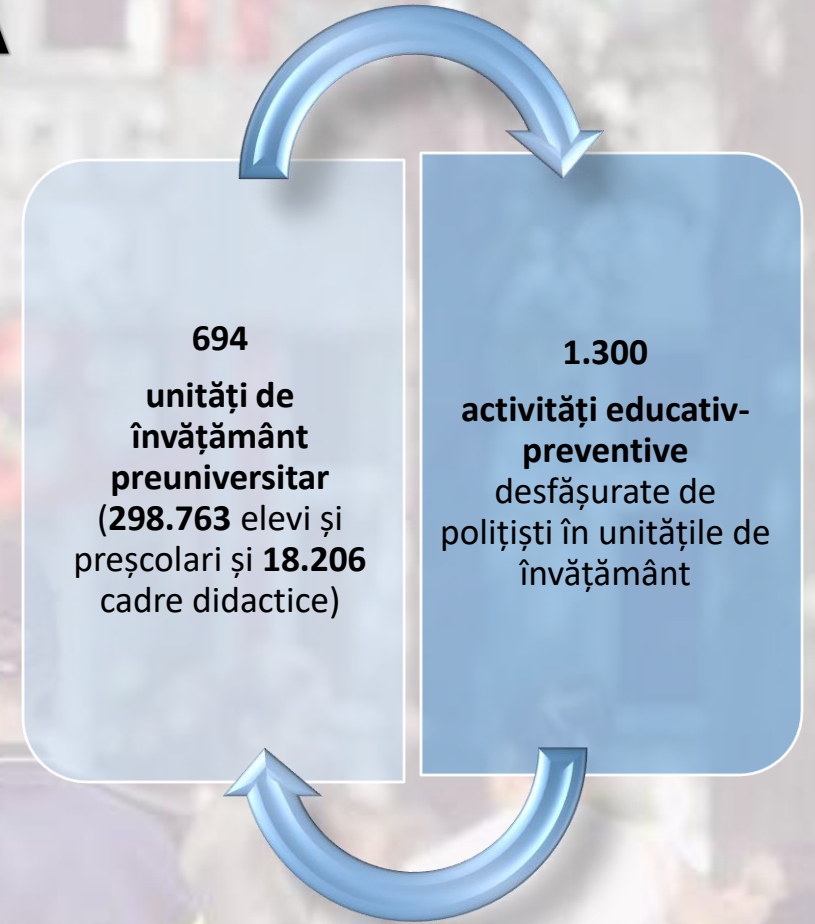 A
694
unități de
învățământ
preuniversitar
(298.763 elevi și
preșcolari și 18.206
cadre didactice)
1.300
activități educativ-
preventive
desfășurate de
polițiști în unitățile de
învățământ